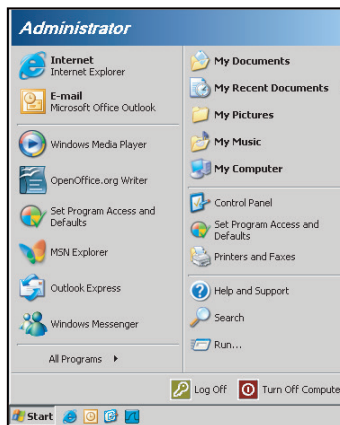 Administrator
Internet
Internet Explorer
E-mail
Microsoft Office Outlook
Windows Media Player
OpenOffice.org Writer
Set Program Access and
Defaults
MSN Explorer
Outlook Express
Windows Messenger
All Programs
My Documents
My Recent Documents
My Pictures
My Music
My Computer
Control Panel
Set Program Access and
Defaults
Printers and Faxes
Help and Support
Search
Run...
Log Off
Turn Off Compute
Start